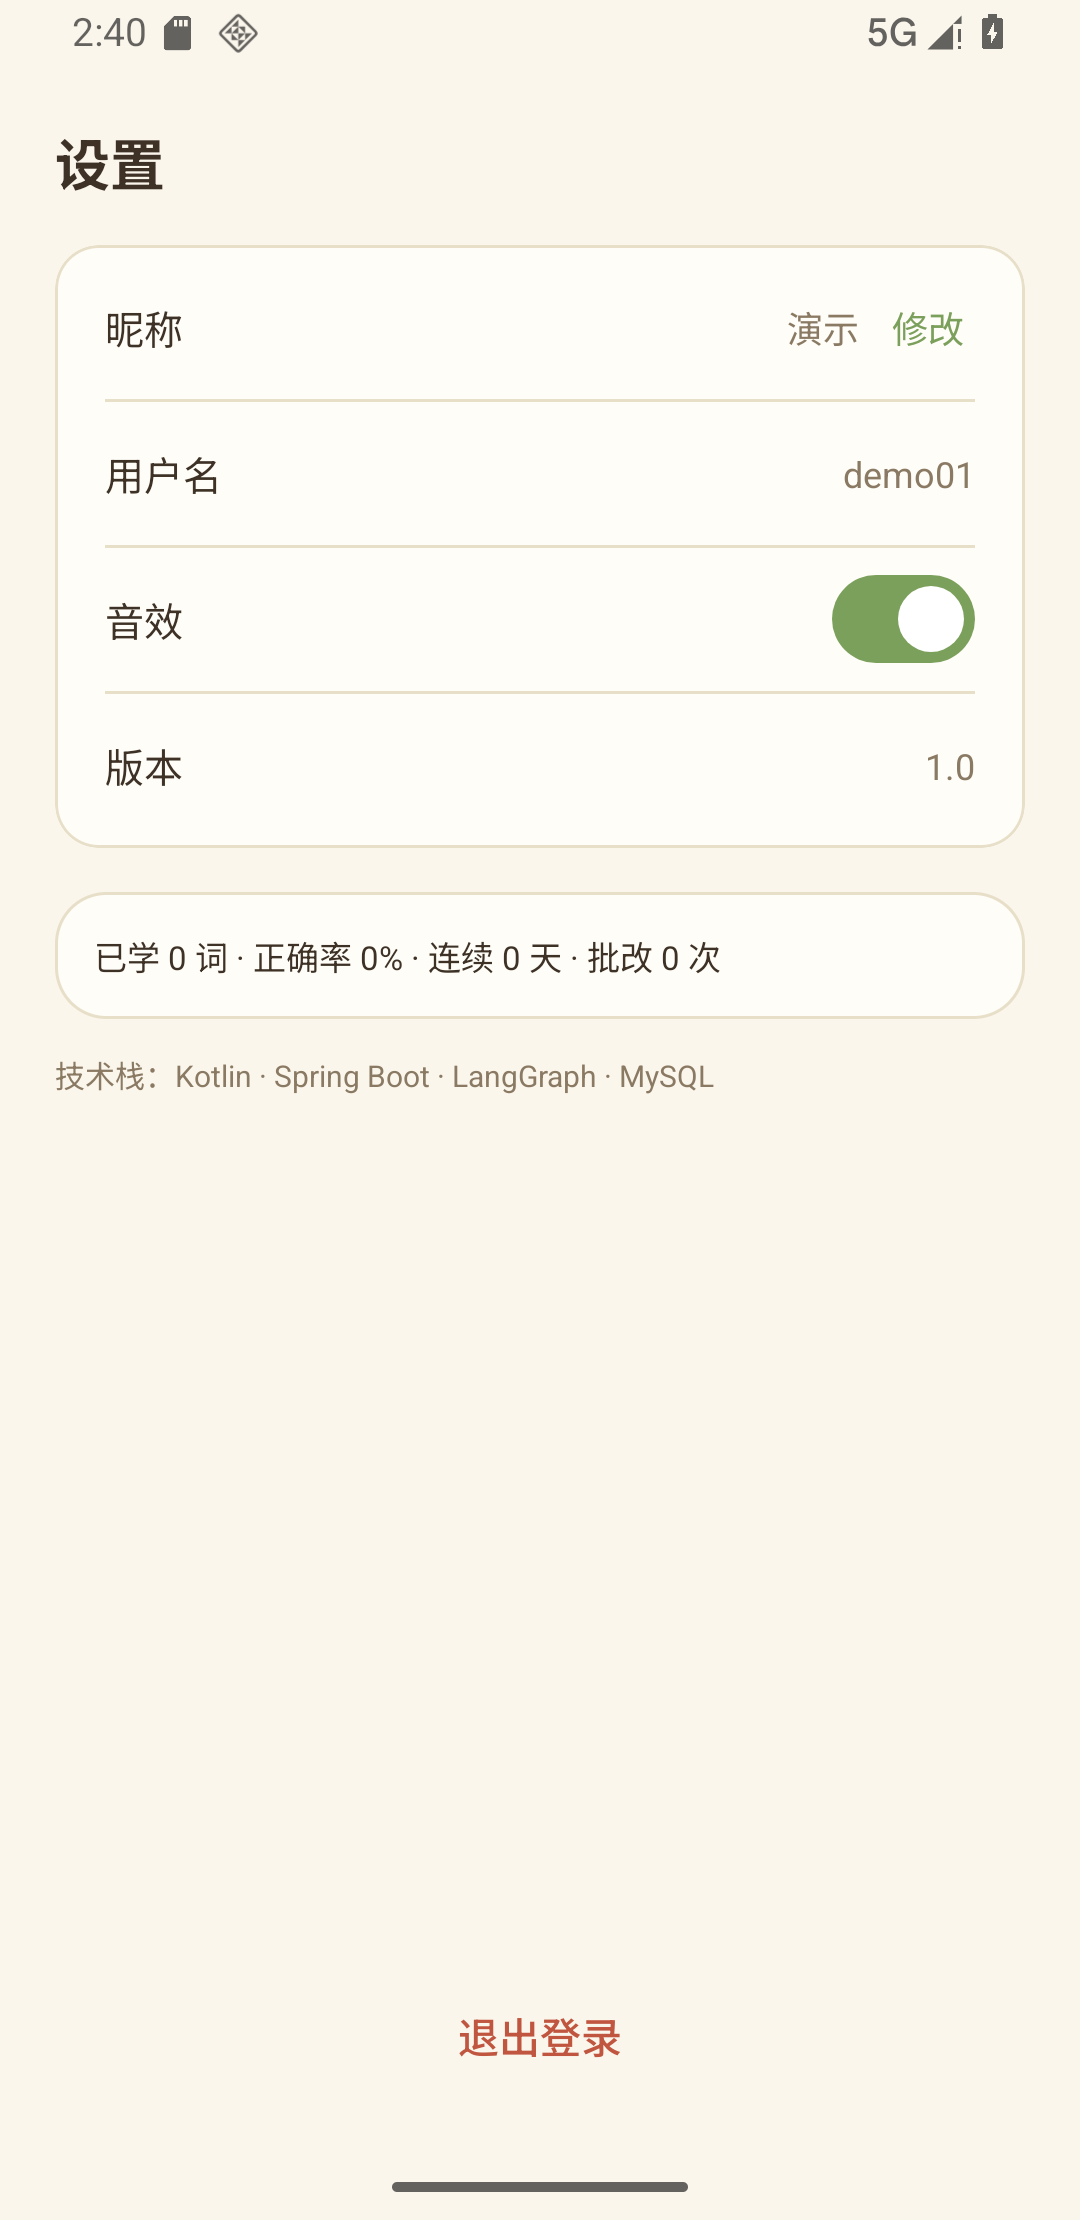 2:40 5G
设置
昵称 演示 修改
用户名 demo01
音效
版本 1.0
已学 0 词 · 正确率 0% · 连续 0 天 · 批改 0 次
技术栈：Kotlin · Spring Boot · LangGraph · MySQL
退出登录